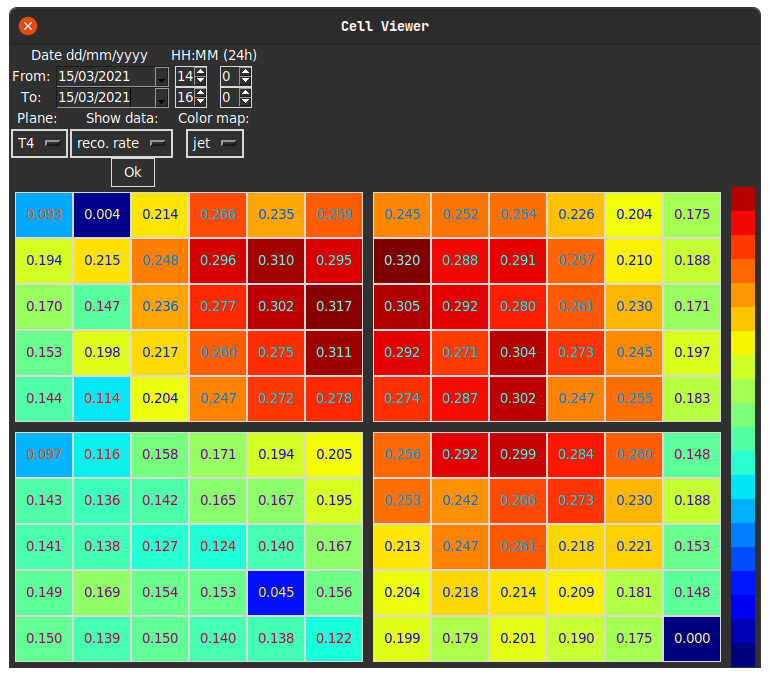 Cell Viewer
Date dd/mm/yyyy HH:MM (24h)
From: 15/03/2021 14 0
To: 15/03/2021 16 0
Plane: Show data: Color map:
T4 reco. rate jet
Ok
0.093 0.004 0.214 0.266 0.235 0.259 0.245 0.252 0.254 0.226 0.204 0.175
0.194 0.215 0.248 0.296 0.310 0.295 0.320 0.288 0.291 0.257 0.210 0.188
0.170 0.147 0.236 0.277 0.302 0.317 0.305 0.292 0.280 0.261 0.230 0.171
0.153 0.198 0.217 0.260 0.275 0.311 0.292 0.271 0.304 0.273 0.245 0.197
0.144 0.114 0.204 0.247 0.272 0.278 0.274 0.287 0.302 0.247 0.255 0.183
0.097 0.116 0.158 0.171 0.194 0.205 0.256 0.292 0.299 0.284 0.260 0.148
0.143 0.136 0.142 0.165 0.167 0.195 0.253 0.242 0.266 0.273 0.230 0.188
0.141 0.138 0.127 0.124 0.140 0.167 0.213 0.247 0.261 0.218 0.221 0.153
0.149 0.169 0.154 0.153 0.045 0.156 0.204 0.218 0.214 0.209 0.181 0.148
0.150 0.139 0.150 0.140 0.138 0.122 0.199 0.179 0.201 0.190 0.175 0.000